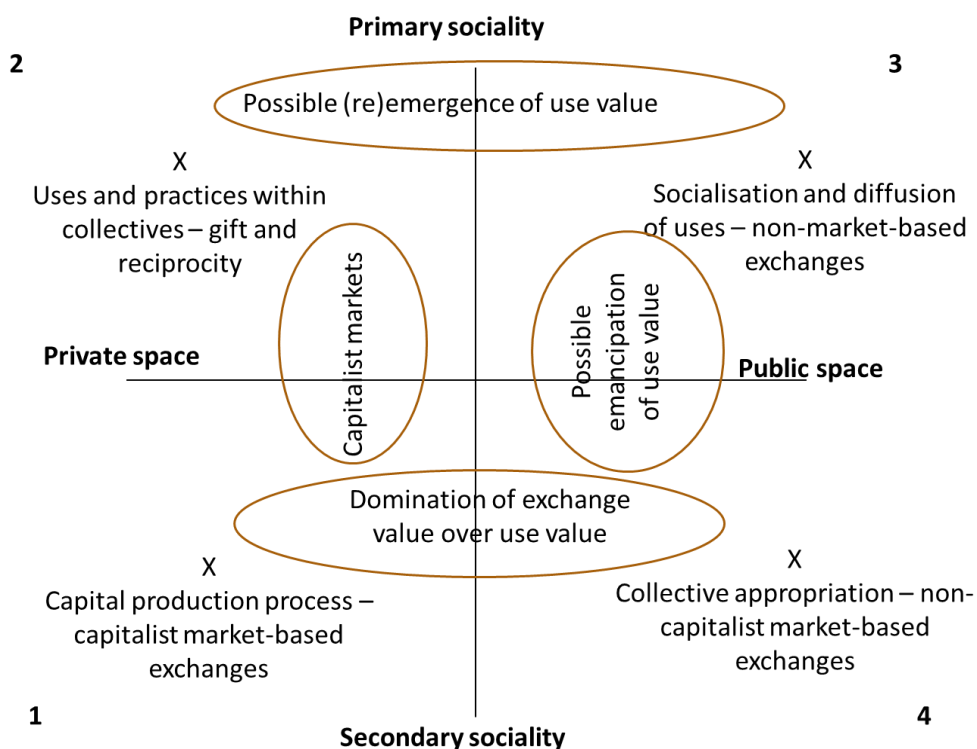 Primary sociality
2
3
Possible (re)emergence of use value
X
Uses and practices within
collectives – gift and
reciprocity
X
Socialisation and diffusion
of uses – non-market-based
exchanges
Capitalist markets
Possible
emancipation
of use value
Private space
Public space
Domination of exchange
value over use value
X
Capital production process –
capitalist market-based
exchanges
X
Collective appropriation – non-
capitalist market-based
exchanges
1
4
Secondary sociality